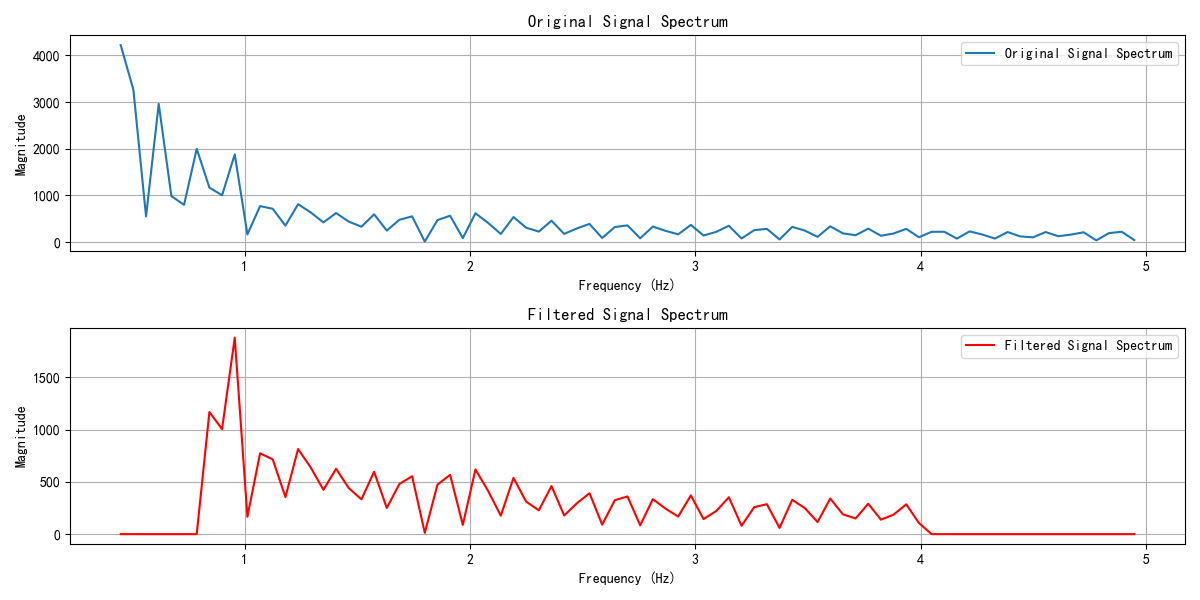 Original Signal Spectrum
Original Signal Spectrum
Magnitude
4000
3000
2000
1000
0
1 2 3 4 5
Frequency (Hz)
Filtered Signal Spectrum
Filtered Signal Spectrum
Magnitude
1500
1000
500
0
1 2 3 4 5
Frequency (Hz)